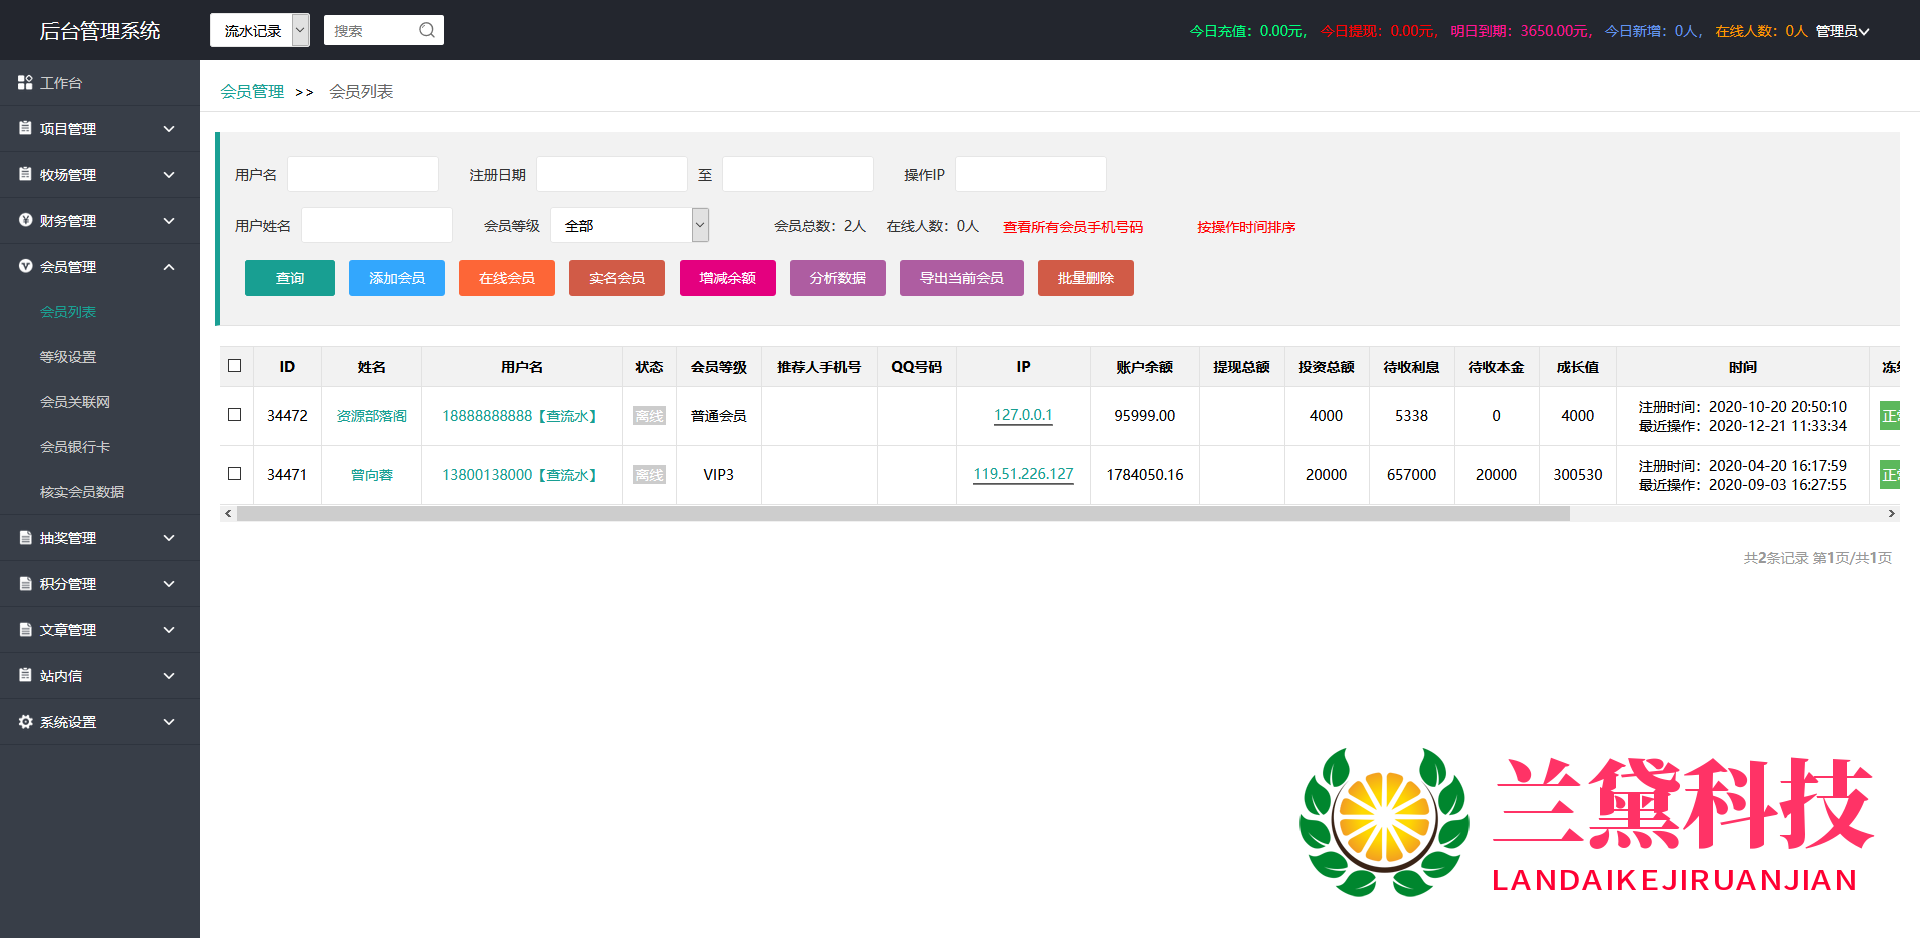 后台管理系统
流水记录
搜索
今日充值：0.00元， 今日提现：0.00元， 明日到期：3650.00元， 今日新增：0人， 在线人数：0人 管理员
工作台
项目管理
牧场管理
财务管理
会员管理
会员列表
等级设置
会员关联网
会员银行卡
核实会员数据
抽奖管理
积分管理
文章管理
站内信
系统设置
会员管理 >> 会员列表
用户名 注册日期 至 操作IP
用户姓名 会员等级 全部 会员总数：2人 在线人数：0人 查看所有会员手机号码 按操作时间排序
查询 添加会员 在线会员 实名会员 增减余额 分析数据 导出当前会员 批量删除
ID 姓名 用户名 状态 会员等级 推荐人手机号 QQ号码 IP 账户余额 提现总额 投资总额 待收利息 待收本金 成长值 时间
34472 资源部落阁 18888888888【查流水】 离线 普通会员 127.0.0.1 95999.00 4000 5338 0 4000 注册时间：2020-10-20 20:50:10
最近操作：2020-12-21 11:33:34
34471 曾向蓉 13800138000【查流水】 离线 VIP3 119.51.226.127 1784050.16 20000 657000 20000 300530 注册时间：2020-04-20 16:17:59
最近操作：2020-09-03 16:27:55
共2条记录 第1页/共1页
兰黛科技
LANDAIKEJIRUANJIAN